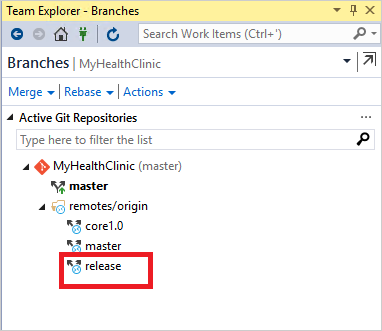 Team Explorer - Branches
Search Work Items (Ctrl+')
Branches | MyHealthClinic
Merge | Rebase | Actions
Active Git Repositories ...
Type here to filter the list
MyHealthClinic (master)
master
remotes/origin
core1.0
master
release